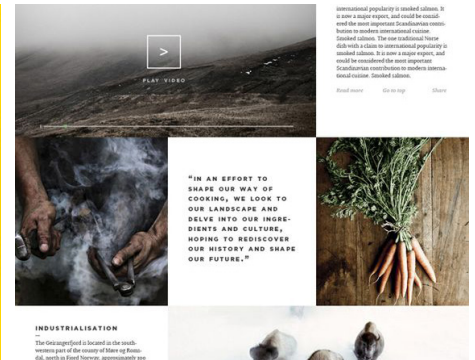 international popularity is smoked salmon. It
is now a major export, and could be consid-
ered the most important Scandinavian contri-
bution to modern international cuisine.
Smoked salmon. The one traditional Norse
dish with a claim to international popularity is
smoked salmon. It is now a major export, and
could be considered the most important
Scandinavian contribution to modern interna-
tional cuisine. Smoked salmon.
Read more Go to top Share
>
PLAY VIDEO
"IN AN EFFORT TO
SHAPE OUR WAY OF
COOKING, WE LOOK TO
OUR LANDSCAPE AND
DELVE INTO OUR INGRE-
DIENTS AND CULTURE,
HOPING TO REDISCOVER
OUR HISTORY AND SHAPE
OUR FUTURE."
INDUSTRIALISATION
The Geirangerfjord is located in the south-
western part of the county of Møre og Roms-
dal, north in Fjord Norway, approximately 100